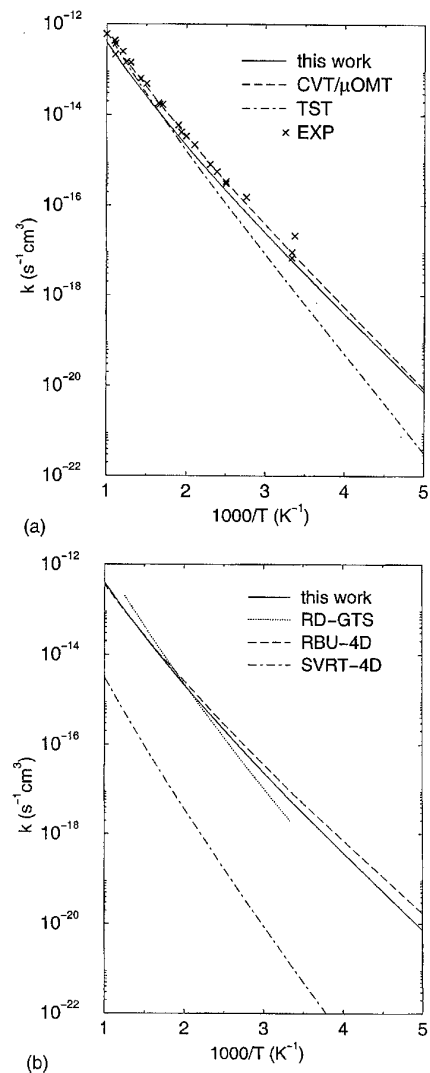 10⁻¹²
10⁻¹⁴
10⁻¹⁶
10⁻¹⁸
10⁻²⁰
10⁻²²
k (s⁻¹cm³)
this work
CVT/μOMT
TST
EXP
1 2 3 4 5
1000/T (K⁻¹)
(a)
10⁻¹²
10⁻¹⁴
10⁻¹⁶
10⁻¹⁸
10⁻²⁰
10⁻²²
k (s⁻¹cm³)
this work
RD-GTS
RBU-4D
SVRT-4D
1 2 3 4 5
1000/T (K⁻¹)
(b)